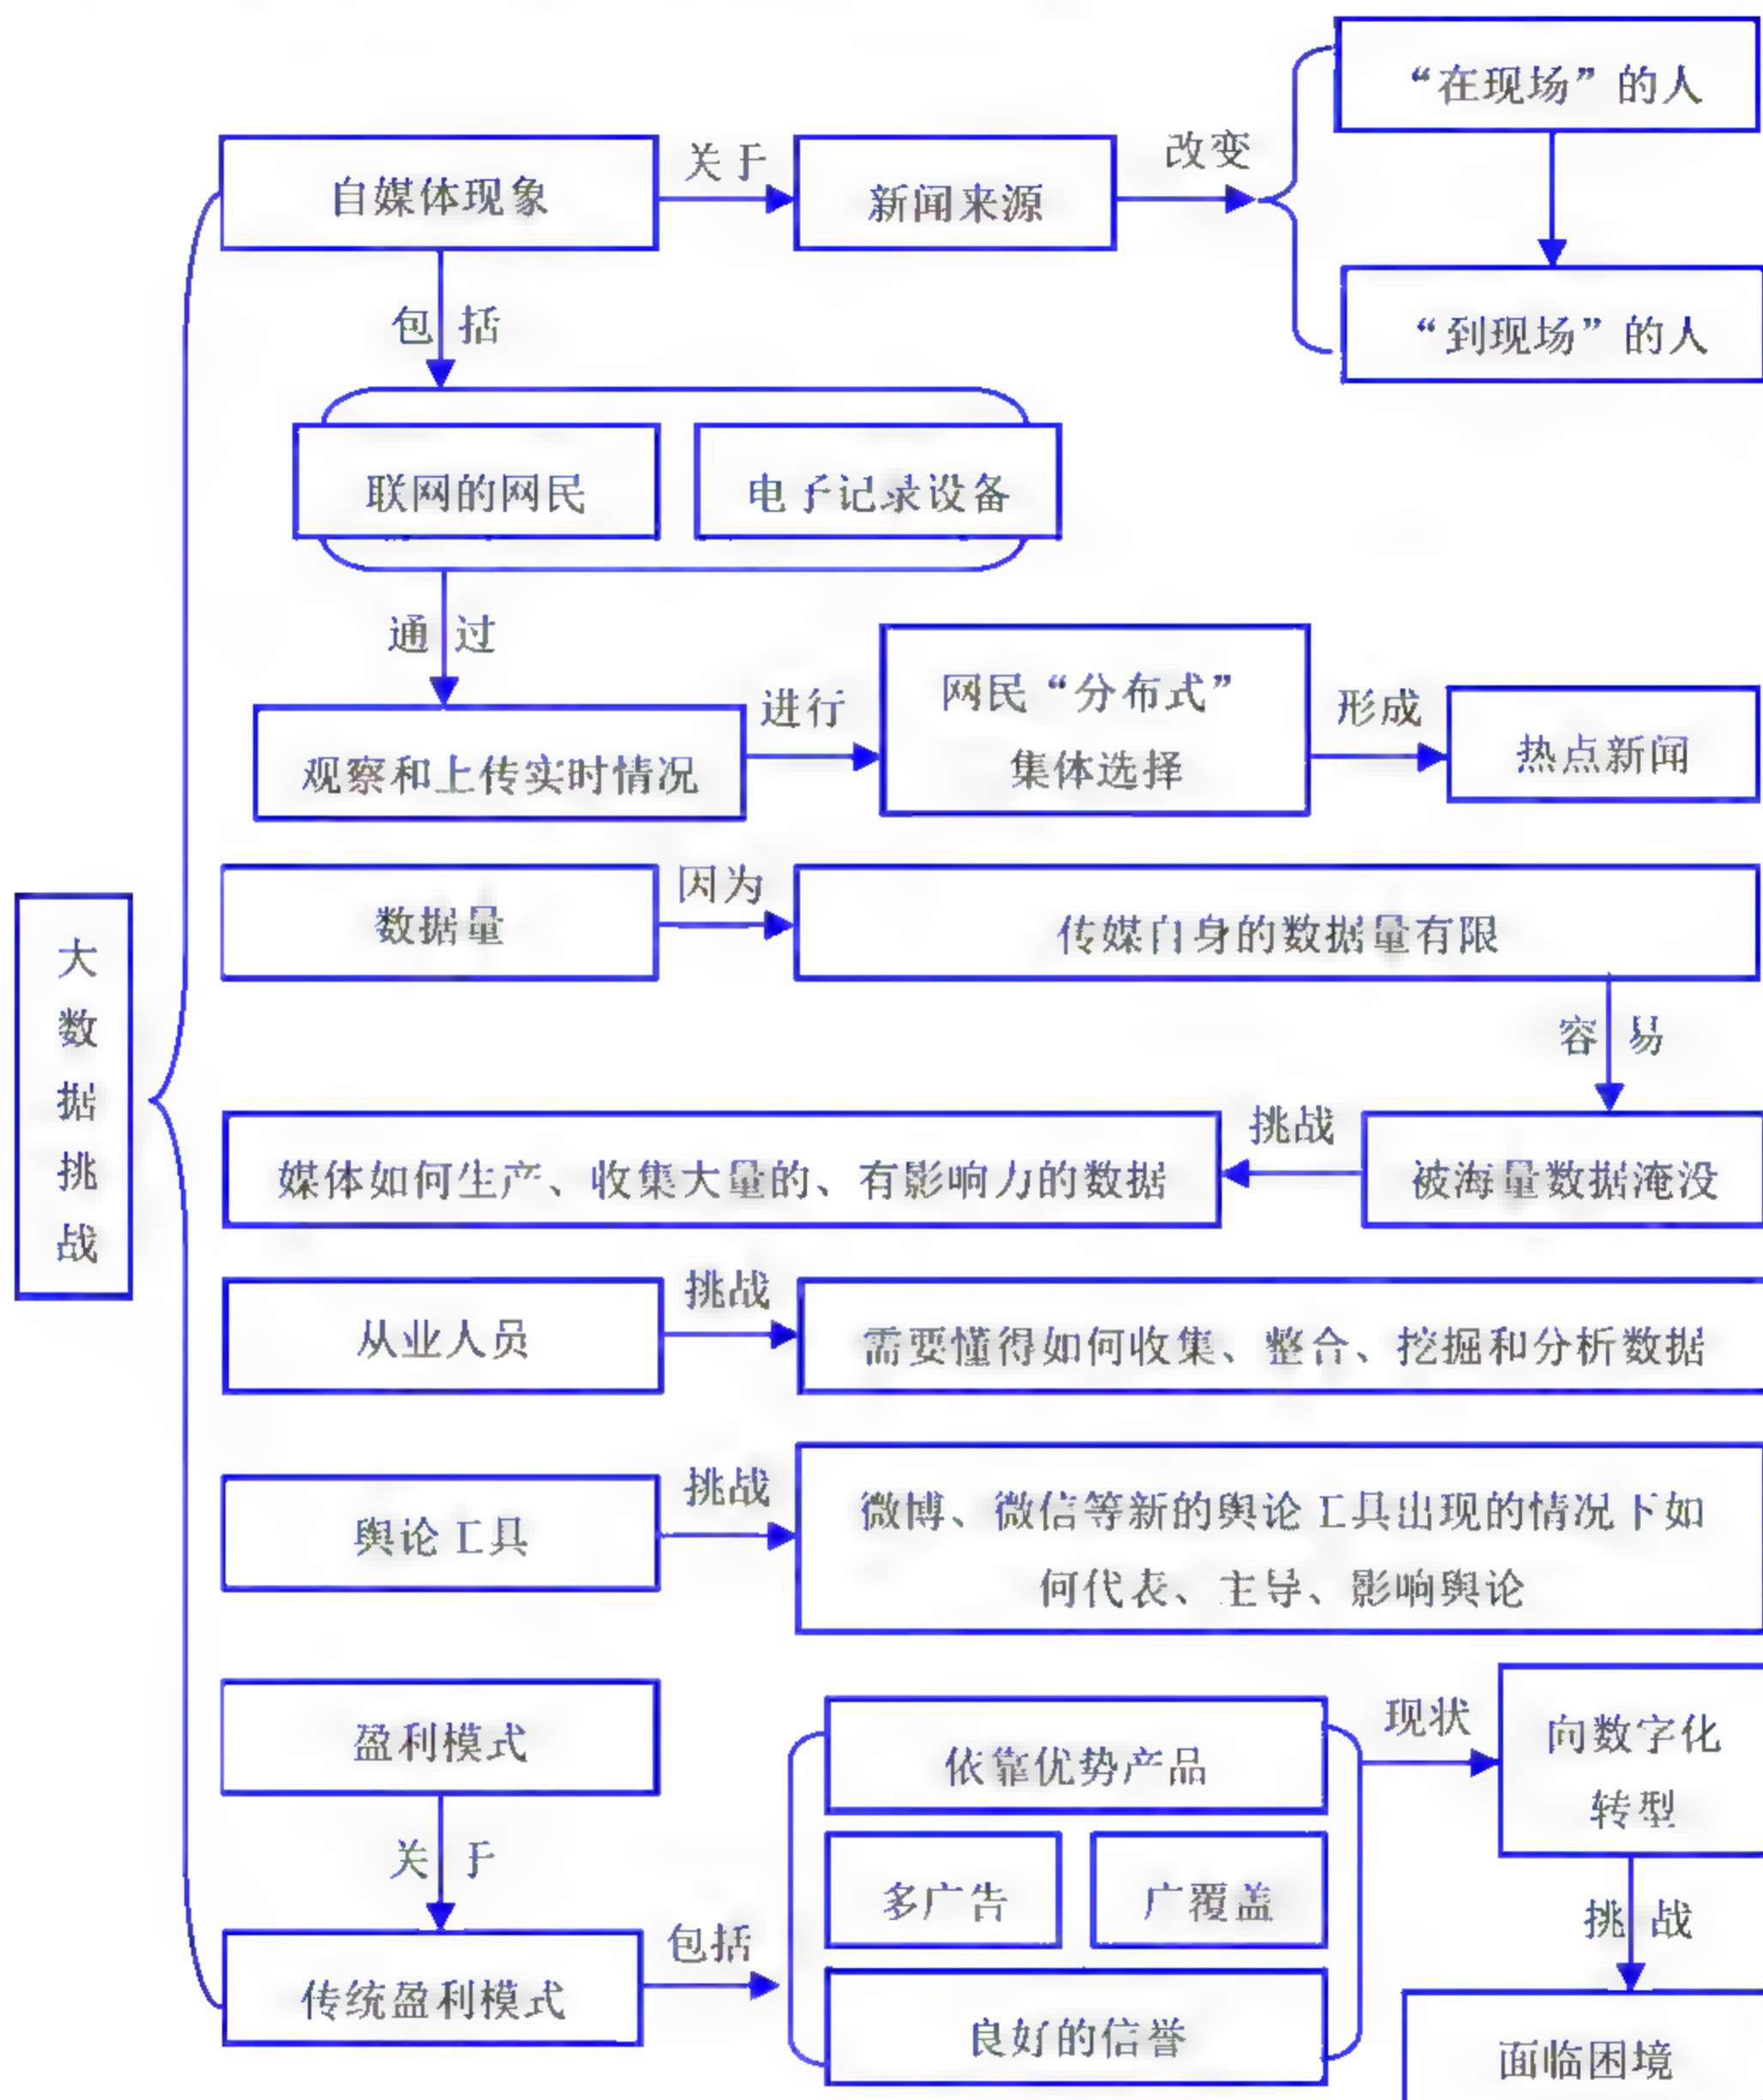 大数据挑战
自媒体现象
关于
新闻来源
改变
“在现场”的人
“到现场”的人
包括
联网的网民
电子记录设备
通过
观察和上传实时情况
进行
网民“分布式”
集体选择
形成
热点新闻
数据量
因为
传媒自身的数据量有限
容易
被海量数据淹没
挑战
媒体如何生产、收集大量的、有影响力的数据
从业人员
挑战
需要懂得如何收集、整合、挖掘和分析数据
舆论工具
挑战
微博、微信等新的舆论工具出现的情况下如
何代表、主导、影响舆论
盈利模式
关于
传统盈利模式
包括
依靠优势产品
多广告
广覆盖
良好的信誉
现状
向数字化
转型
挑战
面临困境